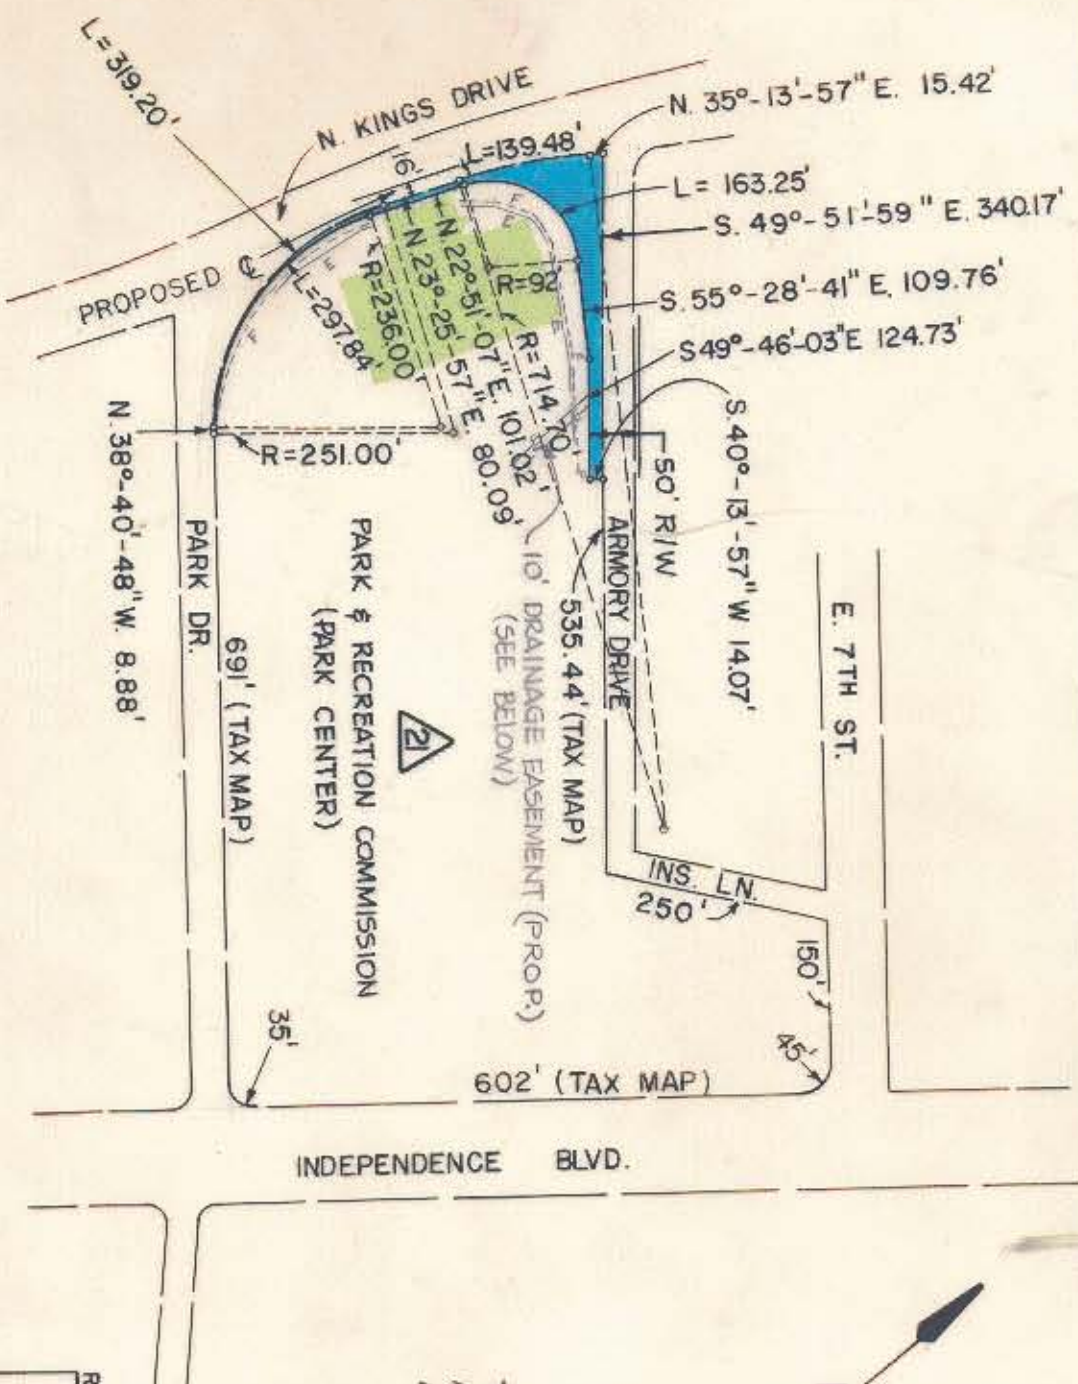 L=319.20'
N. KINGS DRIVE
PROPOSED
16'
L=139.48'
N. 35°-13'-57" E. 15.42'
L= 163.25'
S. 49°-51'-59" E. 340.17'
S. 55°-28'-41" E. 109.76'
S49°-46'-03"E 124.73'
S. 40°-13'-57" W 14.07'
50' R/W
N. 22°-51'-07" E. 101.02'
N 23°-25'-57" E. 80.09'
R=92
R=714.70'
R=236.00'
L=297.84'
R=251.00'
N. 38°-40'-48" W. 8.88'
PARK DR.
691' (TAX MAP)
PARK & RECREATION COMMISSION
(PARK CENTER)
21
10' DRAINAGE EASEMENT (PROP.)
(SEE BELOW)
535.44' (TAX MAP)
ARMORY DRIVE
E. 7TH ST.
INS. LN.
250'
150'
45'
35'
602' (TAX MAP)
INDEPENDENCE BLVD.